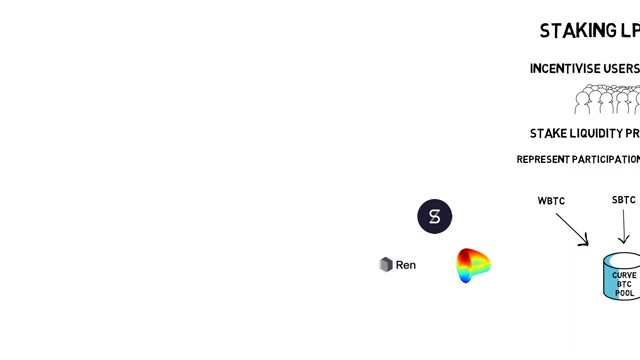 STAKING LP
INCENTIVISE USERS
STAKE LIQUIDITY PR
REPRESENT PARTICIPATION
WBTC
SBTC
Ren
CURVE
BTC
POOL